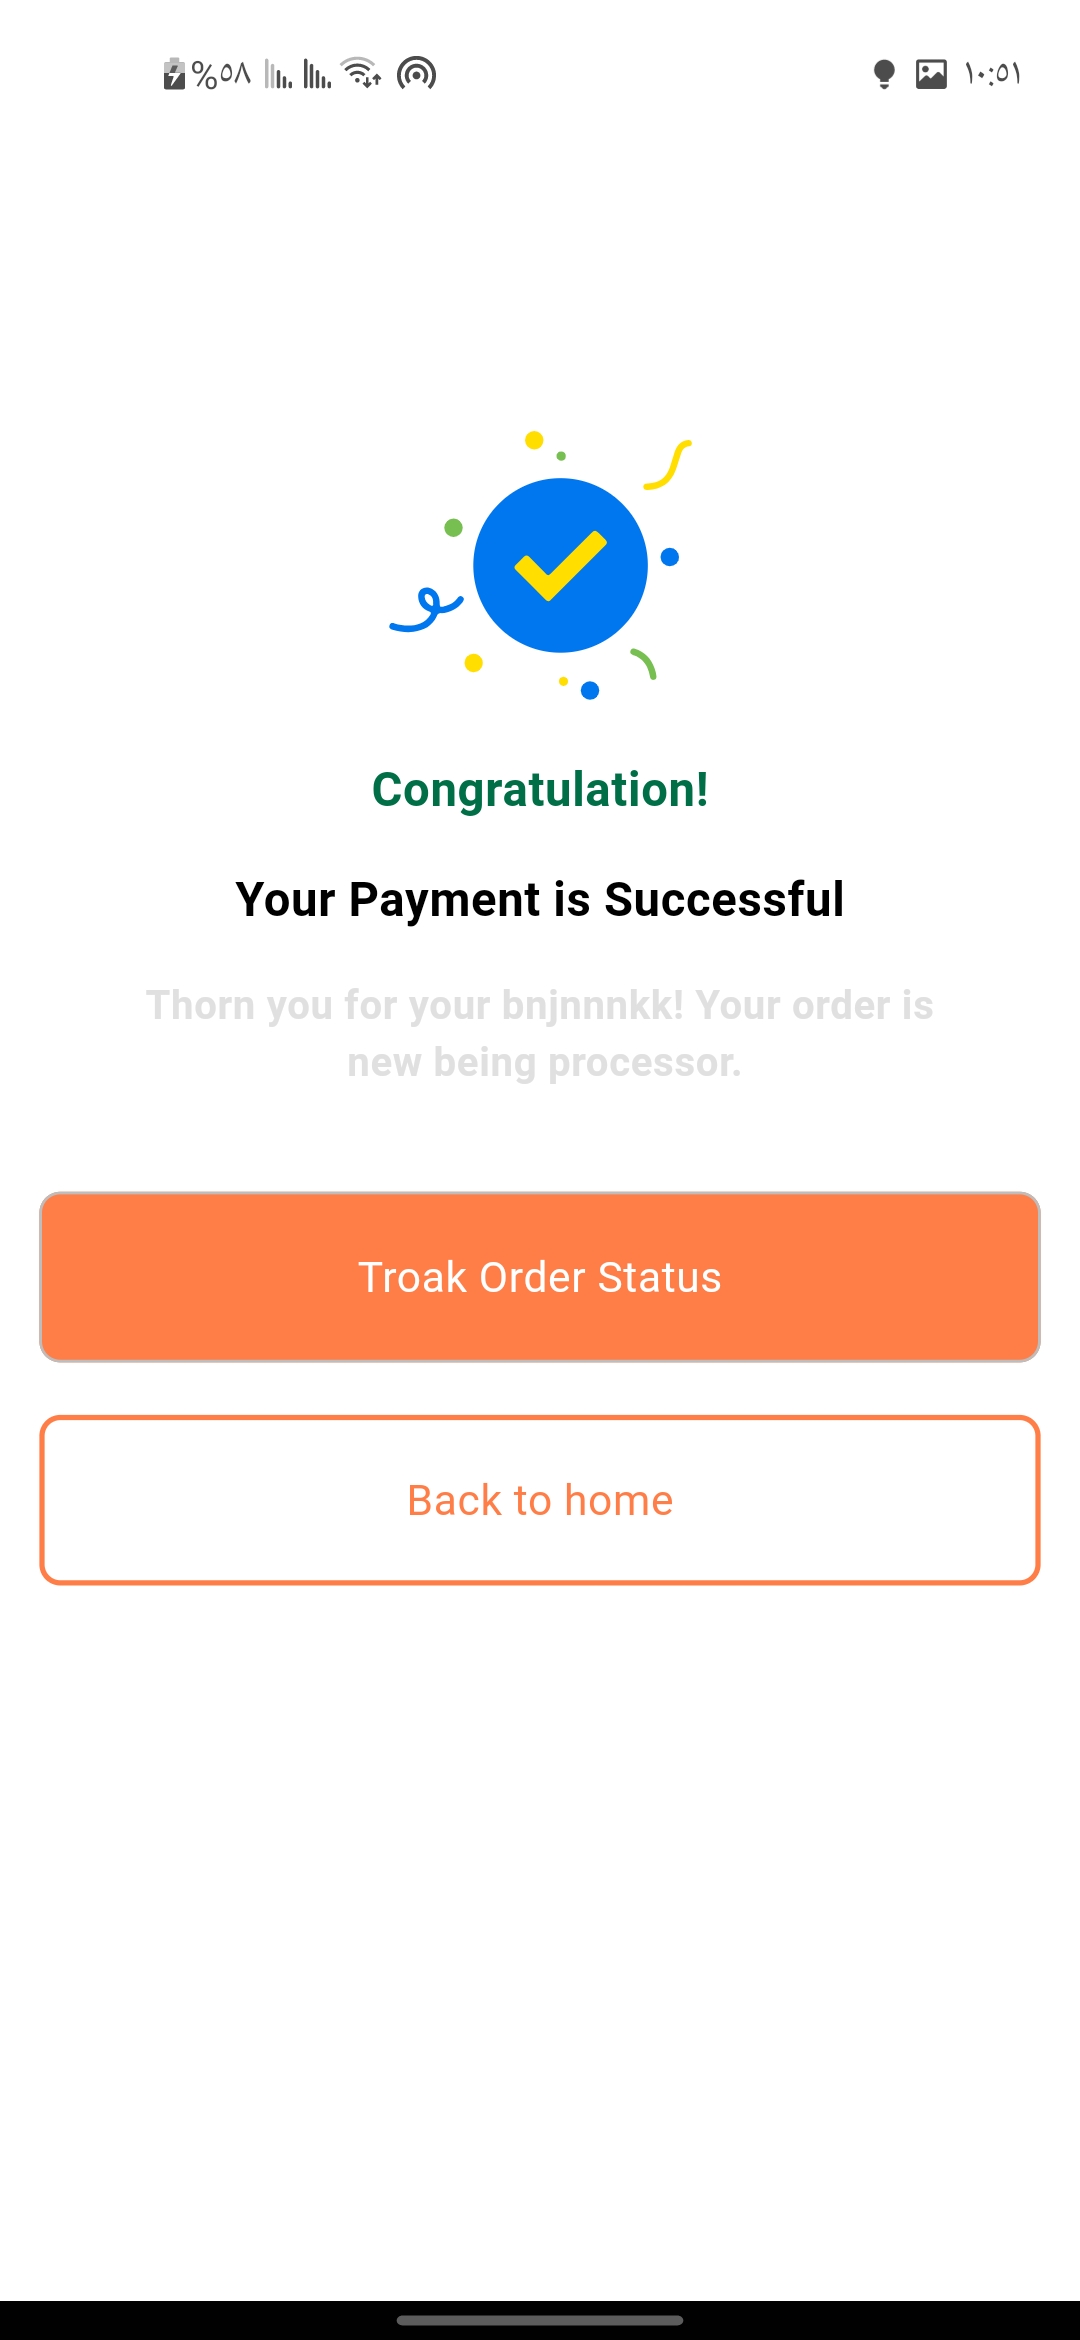 %٥٨ ١٠:٥١
Congratulation!
Your Payment is Successful
Thorn you for your bnjnnnkk! Your order is
new being processor.
Troak Order Status
Back to home